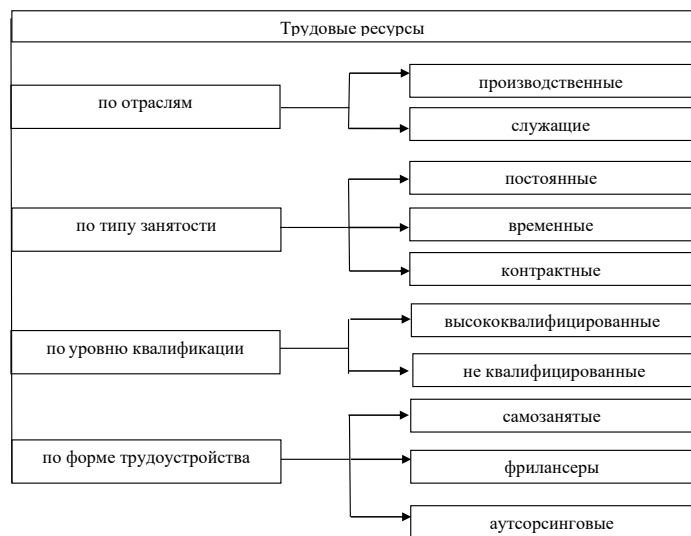 Трудовые ресурсы
по отраслям
производственные
служащие
по типу занятости
постоянные
временные
контрактные
по уровню квалификации
высококвалифицированные
не квалифицированные
по форме трудоустройства
самозанятые
фрилансеры
аутсорсинговые